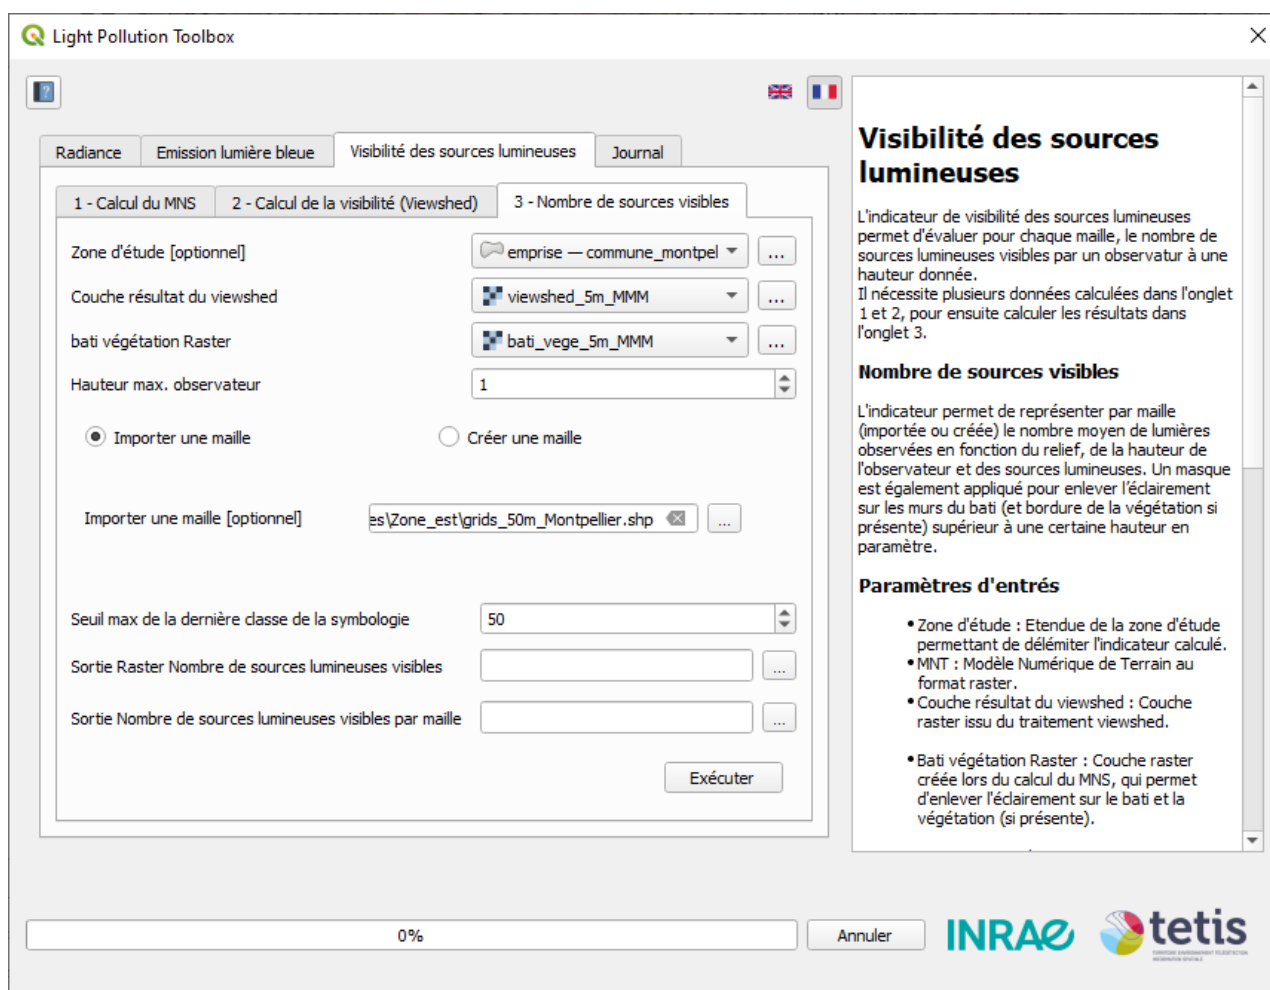 Light Pollution Toolbox
Radiance
Emission lumière bleue
Visibilité des sources lumineuses
Journal
1 - Calcul du MNS
2 - Calcul de la visibilité (Viewshed)
3 - Nombre de sources visibles
Zone d'étude [optionnel]
emprise — commune_montpel
...
Couche résultat du viewshed
viewshed_5m_MMM
...
bati végétation Raster
bati_vege_5m_MMM
...
Hauteur max. observateur
1
Importer une maille
Créer une maille
Importer une maille [optionnel]
es\Zone_est\grids_50m_Montpellier.shp
...
Seuil max de la dernière classe de la symbologie
50
Sortie Raster Nombre de sources lumineuses visibles
...
Sortie Nombre de sources lumineuses visibles par maille
...
Exécuter
Visibilité des sources
lumineuses
L'indicateur de visibilité des sources lumineuses
permet d'évaluer pour chaque maille, le nombre de
sources lumineuses visibles par un observatur à une
hauteur donnée.
Il nécessite plusieurs données calculées dans l'onglet
1 et 2, pour ensuite calculer les résultats dans
l'onglet 3.
Nombre de sources visibles
L'indicateur permet de représenter par maille
(importée ou créée) le nombre moyen de lumières
observées en fonction du relief, de la hauteur de
l'observateur et des sources lumineuses. Un masque
est également appliqué pour enlever l’éclairement
sur les murs du bati (et bordure de la végétation si
présente) supérieur à une certaine hauteur en
paramètre.
Paramètres d'entrés
• Zone d'étude : Etendue de la zone d'étude
permettant de délémiter l'indicateur calculé.
• MNT : Modèle Numérique de Terrain au
format raster.
• Couche résultat du viewshed : Couche
raster issu du traitement viewshed.
• Bati végétation Raster : Couche raster
créée lors du calcul du MNS, qui permet
d'enlever l'éclairement sur le bati et la
végétation (si présente).
0%
Annuler
INRAE
tetis